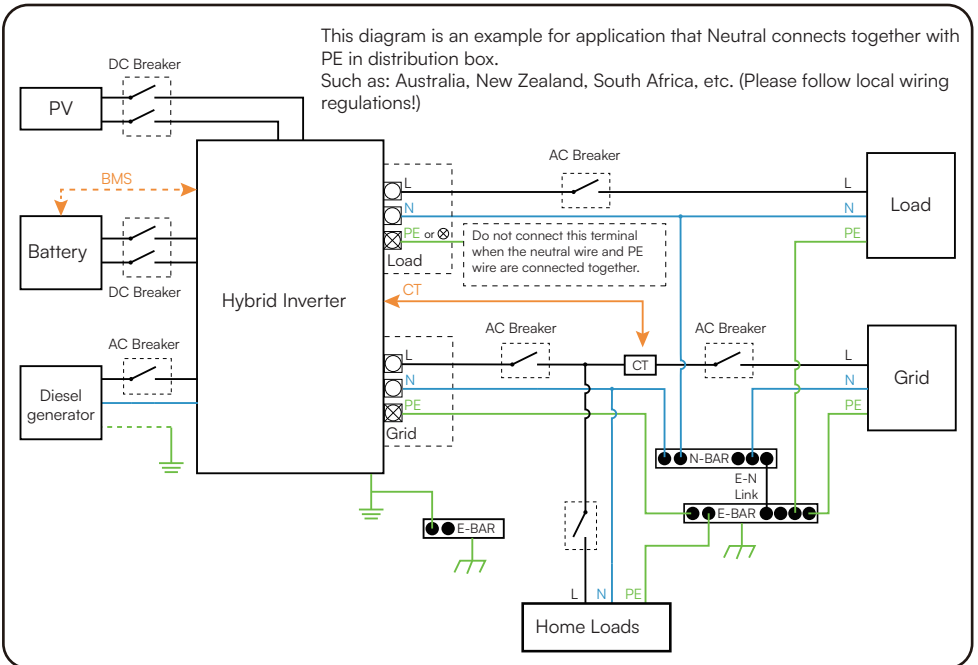 This diagram is an example for application that Neutral connects together with
PE in distribution box.
Such as: Australia, New Zealand, South Africa, etc. (Please follow local wiring
regulations!)
DC Breaker
PV
AC Breaker
BMS
L
L
N
N
Load
Battery
PE or ⊗
Do not connect this terminal
when the neutral wire and PE
wire are connected together.
PE
Load
DC Breaker
CT
Hybrid Inverter
AC Breaker
AC Breaker
AC Breaker
L
CT
L
N
N
Grid
Diesel
generator
PE
PE
Grid
N-BAR
E-N
Link
E-BAR
E-BAR
L
N
PE
Home Loads